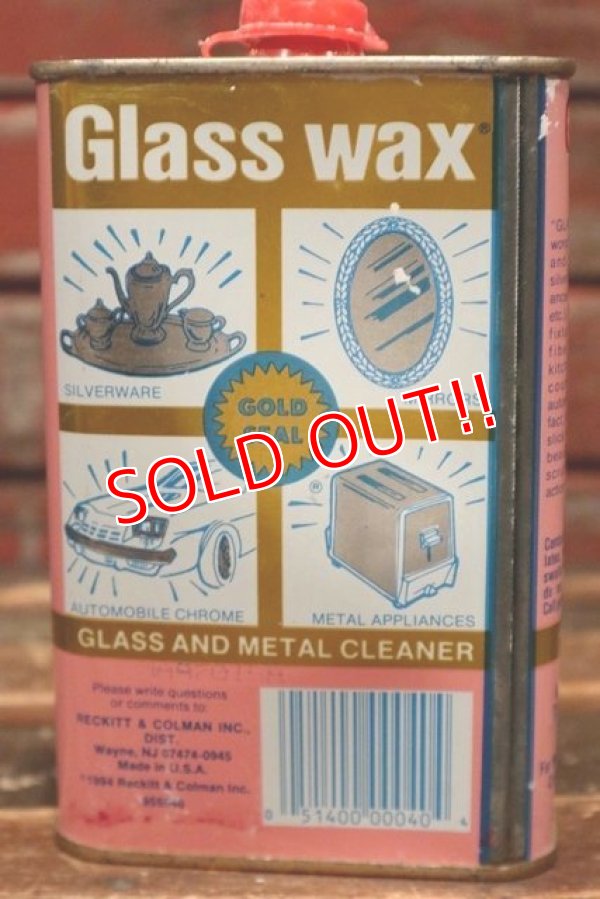 Glass wax®
SILVERWARE
MIRRORS
GOLD
SEAL
®
SOLD OUT!!
AUTOMOBILE CHROME
METAL APPLIANCES
GLASS AND METAL CLEANER
Please write questions
or comments to:
RECKITT & COLMAN INC.,
DIST.
Wayne, NJ 07474-0945
Made in U.S.A.
©1994 Reckitt & Colman Inc.
0 51400 00040 4